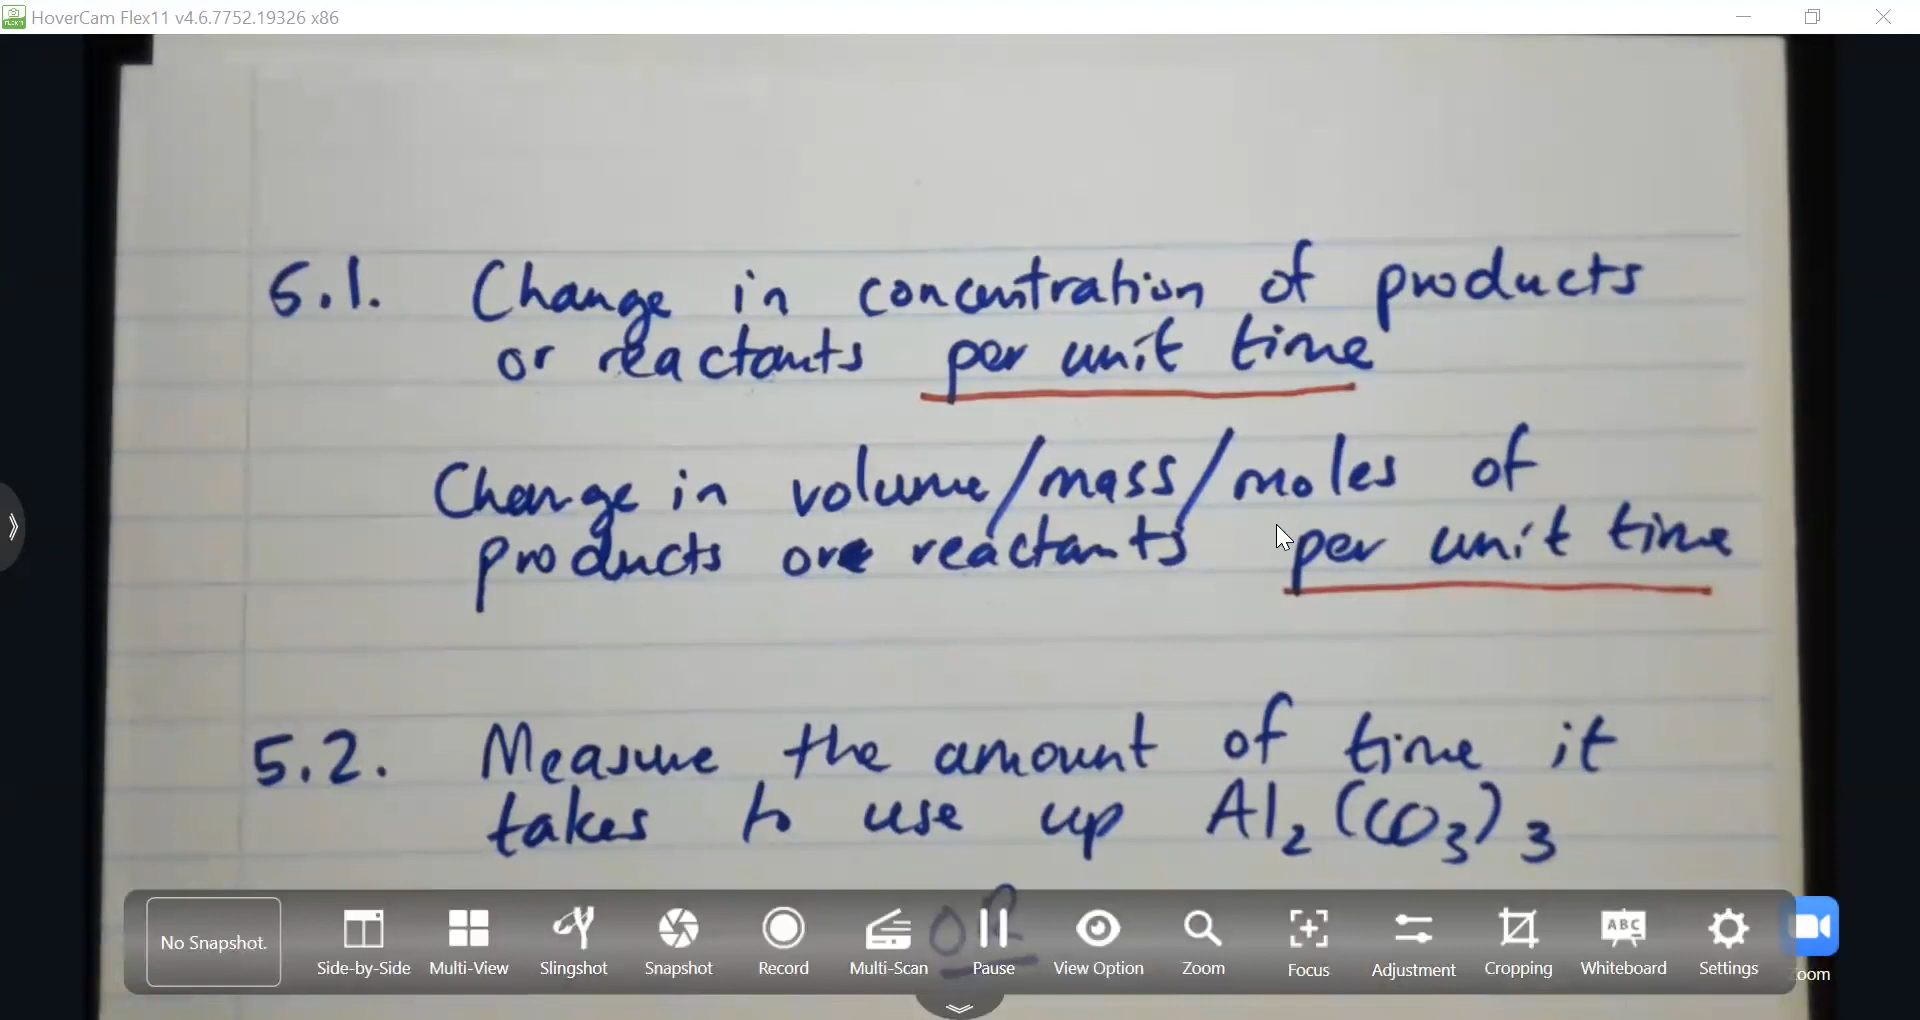 HoverCam Flex11 v4.6.7752.19326 x86
5.1. Change in concentration of products
or reactants per unit time
Change in volume/mass/moles of
products or reactants per unit time
5.2. Measure the amount of time it
takes to use up Al₂(CO₃)₃
OR
No Snapshot.
Side-by-Side Multi-View Slingshot Snapshot Record Multi-Scan Pause View Option Zoom Focus Adjustment Cropping Whiteboard Settings oom